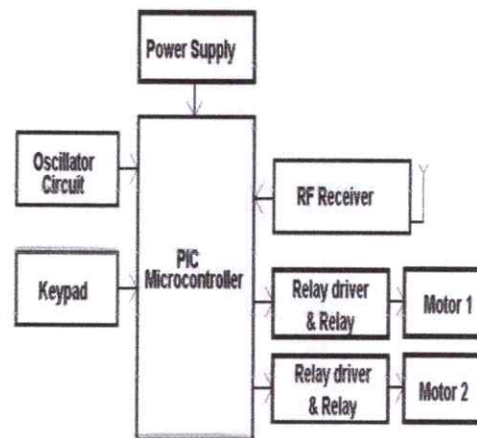 Power Supply
Oscillator
Circuit
RF Receiver
PIC
Microcontroller
Keypad
Relay driver
& Relay
Motor 1
Relay driver
& Relay
Motor 2